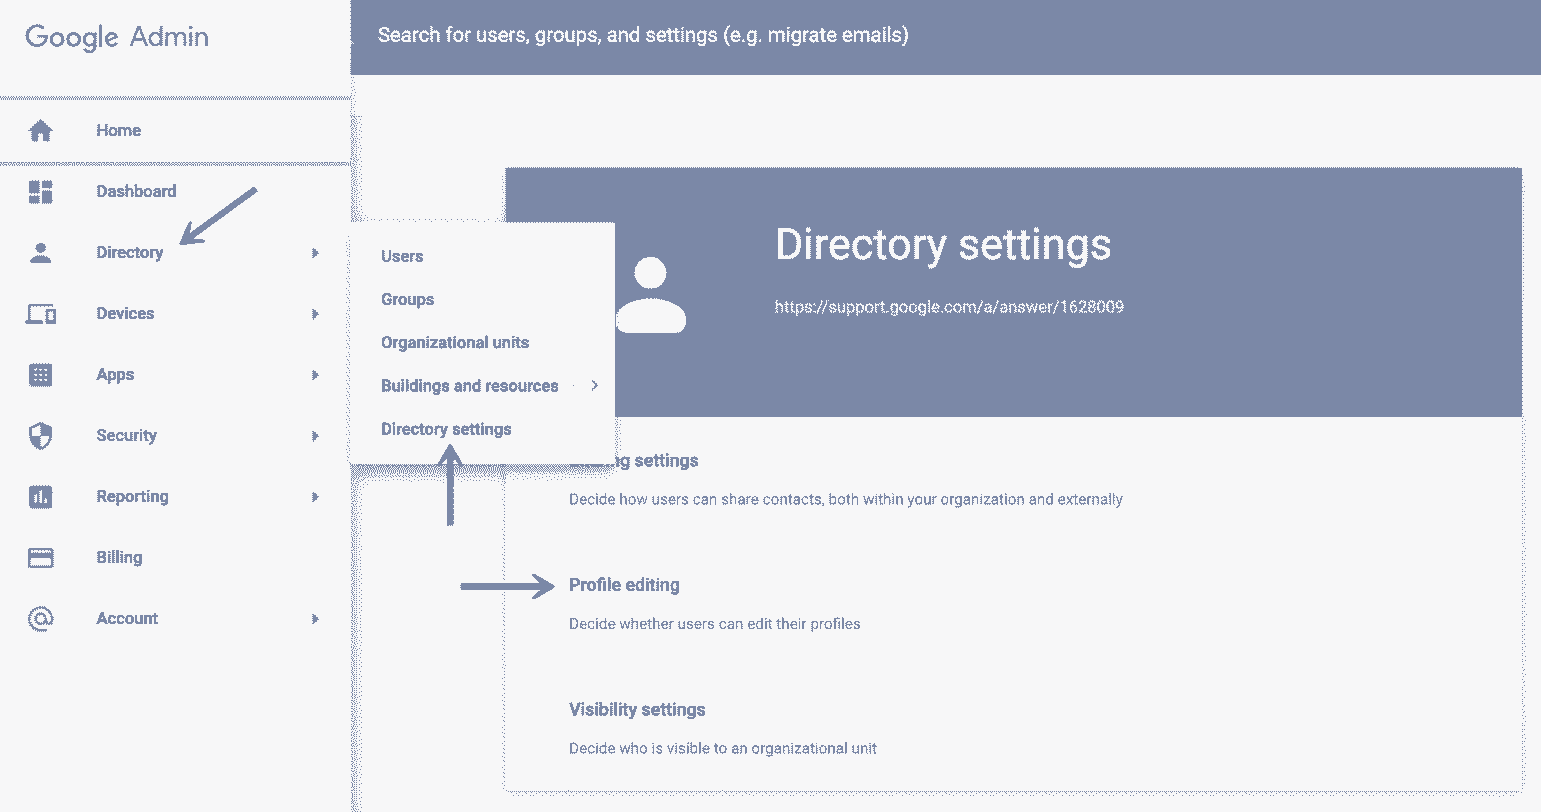 Google Admin
Search for users, groups, and settings (e.g. migrate emails)
Home
Dashboard
Directory
Devices
Apps
Security
Reporting
Billing
Account
Users
Groups
Organizational units
Buildings and resources
Directory settings
Directory settings
https://support.google.com/a/answer/1628009
settings
Decide how users can share contacts, both within your organization and externally
Profile editing
Decide whether users can edit their profiles
Visibility settings
Decide who is visible to an organizational unit